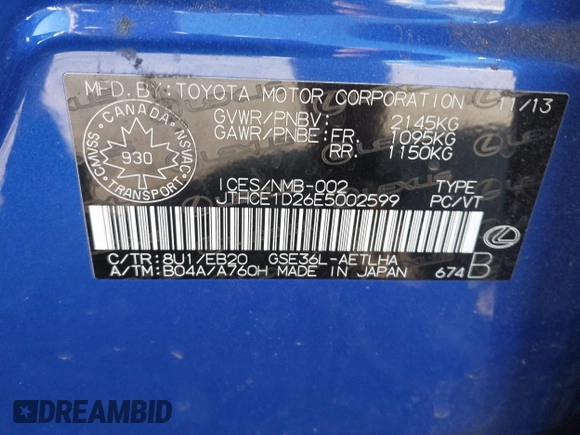 MFD.BY:TOYOTA MOTOR CORPORATION 11/13
GVWR/PNBV: 2145KG
GAWR/PNBE:FR. 1095KG
RR. 1150KG
CANADA
CMVSS NSVAC
930
TRANSPORT
ICES/NMB-002 TYPE
JTHCE1D26E5002599 PC/VT
C/TR:8U1/EB20 GSE36L-AETLHA
A/TM:B04A/A760H MADE IN JAPAN 674 B
LEXUS
DREAMBID